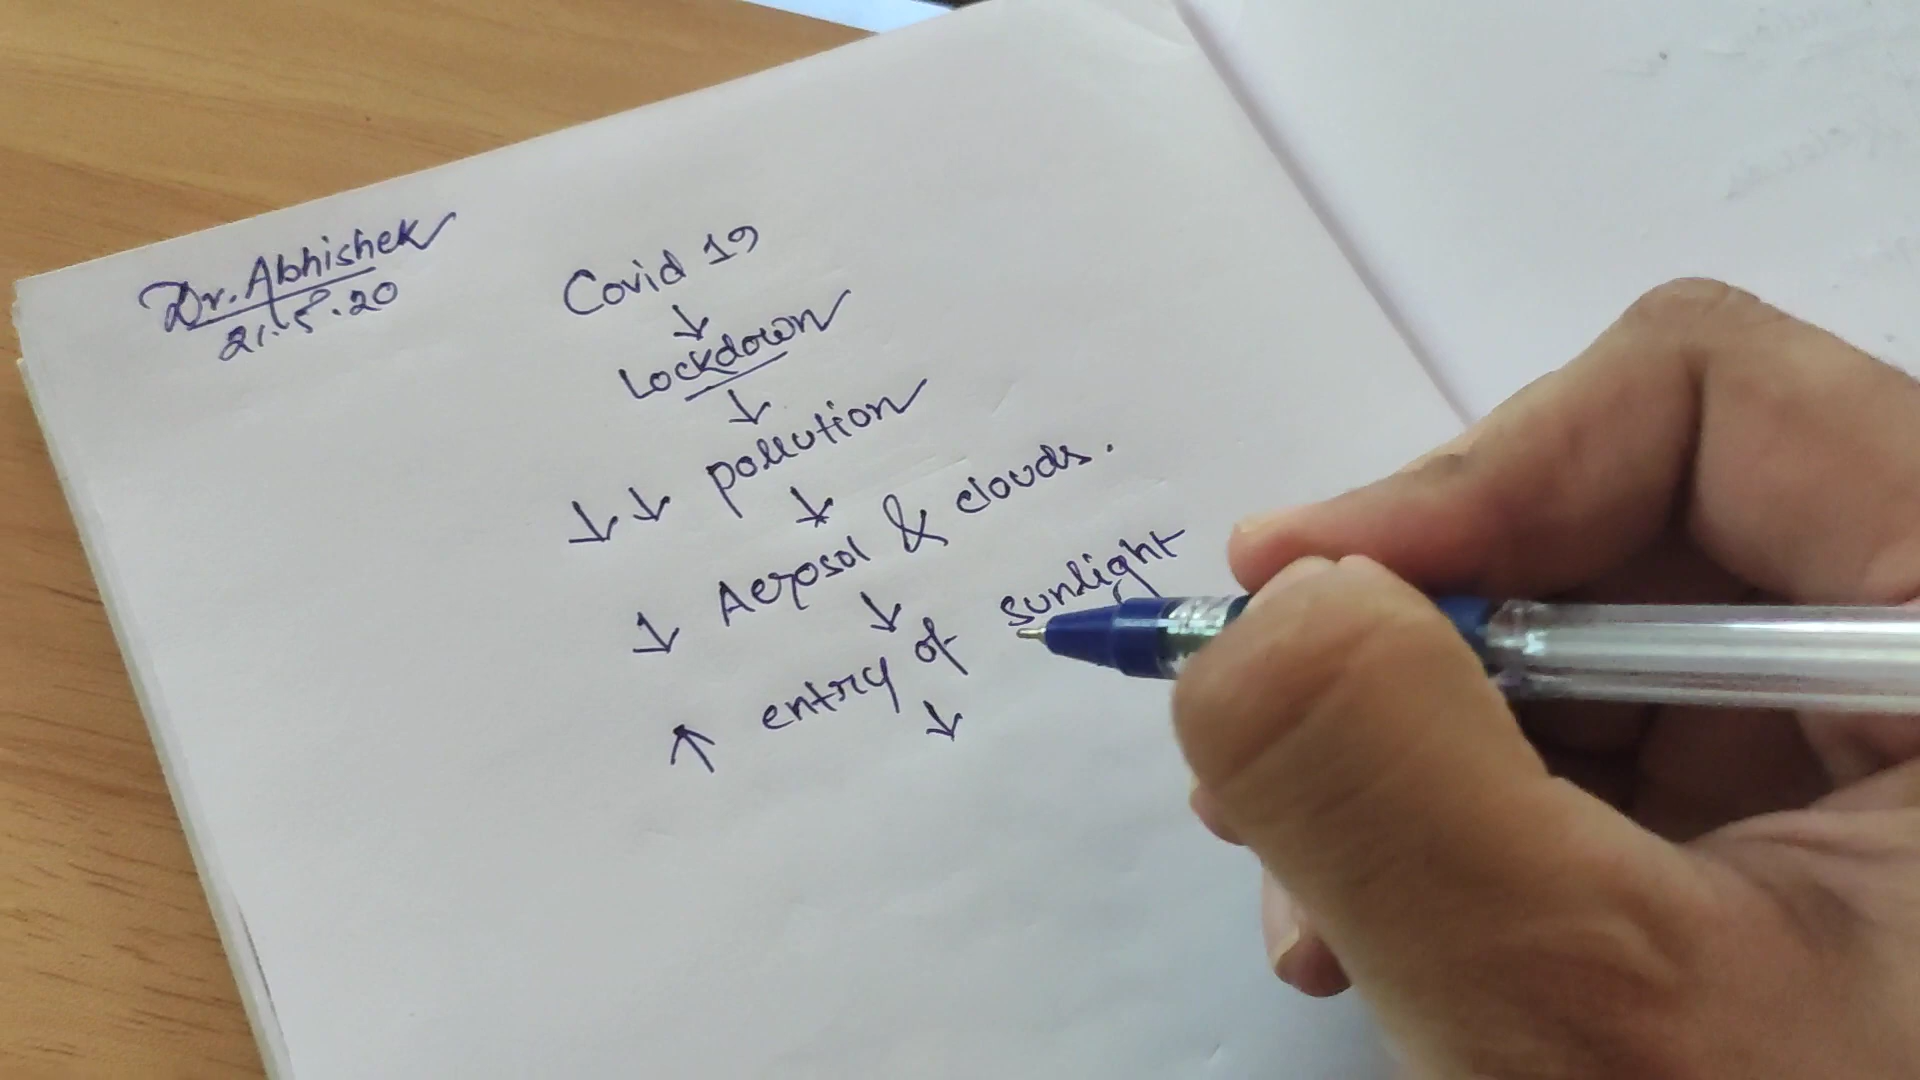 Dr. Abhishek
21.5.20
Covid 19
↓
Lockdown
↓
↓↓ pollution
↓
↓ Aerosol & clouds.
↓
↑ entry of sunlight
↓